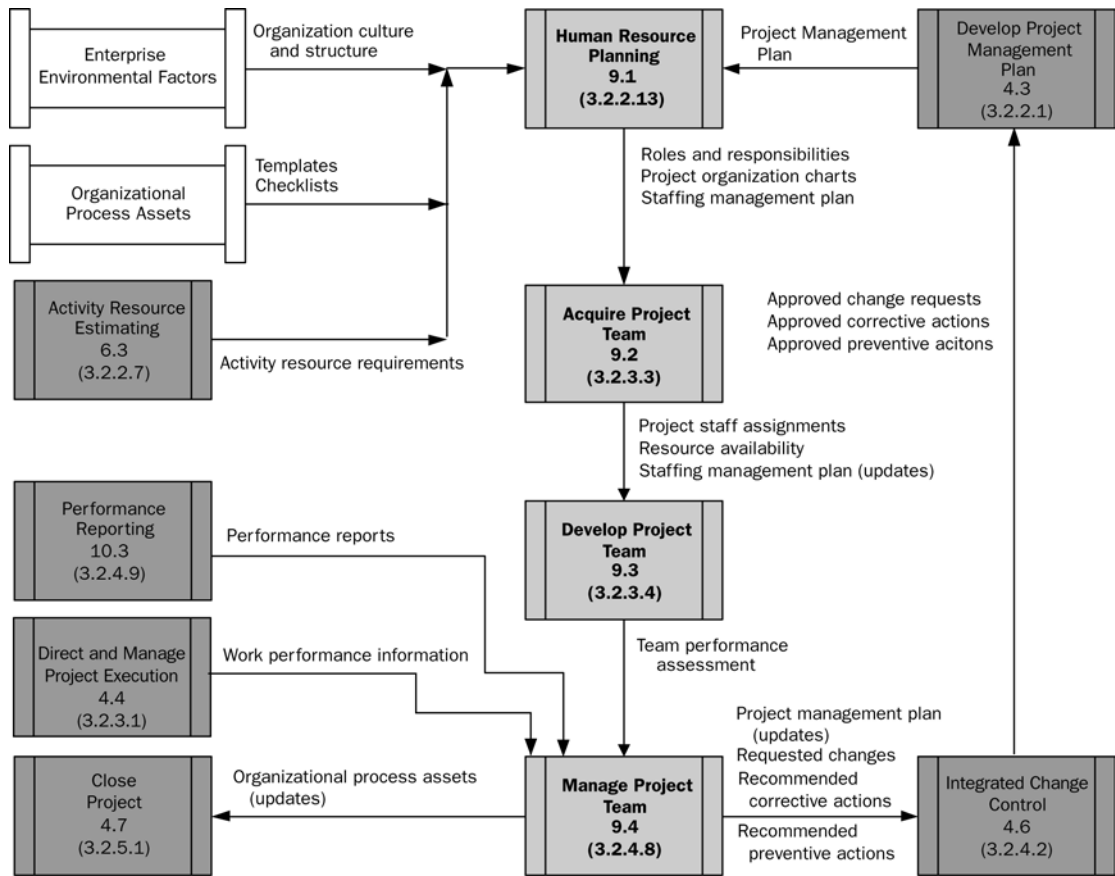 Enterprise
Environmental Factors
Organization culture
and structure
Human Resource
Planning
9.1
(3.2.2.13)
Project Management
Plan
Develop Project
Management
Plan
4.3
(3.2.2.1)
Organizational
Process Assets
Templates
Checklists
Roles and responsibilities
Project organization charts
Staffing management plan
Activity Resource
Estimating
6.3
(3.2.2.7)
Activity resource requirements
Acquire Project
Team
9.2
(3.2.3.3)
Approved change requests
Approved corrective actions
Approved preventive acitons
Project staff assignments
Resource availability
Staffing management plan (updates)
Performance
Reporting
10.3
(3.2.4.9)
Performance reports
Develop Project
Team
9.3
(3.2.3.4)
Direct and Manage
Project Execution
4.4
(3.2.3.1)
Work performance information
Team performance
assessment
Close
Project
4.7
(3.2.5.1)
Organizational process assets
(updates)
Manage Project
Team
9.4
(3.2.4.8)
Project management plan
(updates)
Requested changes
Recommended
corrective actions
Recommended
preventive actions
Integrated Change
Control
4.6
(3.2.4.2)